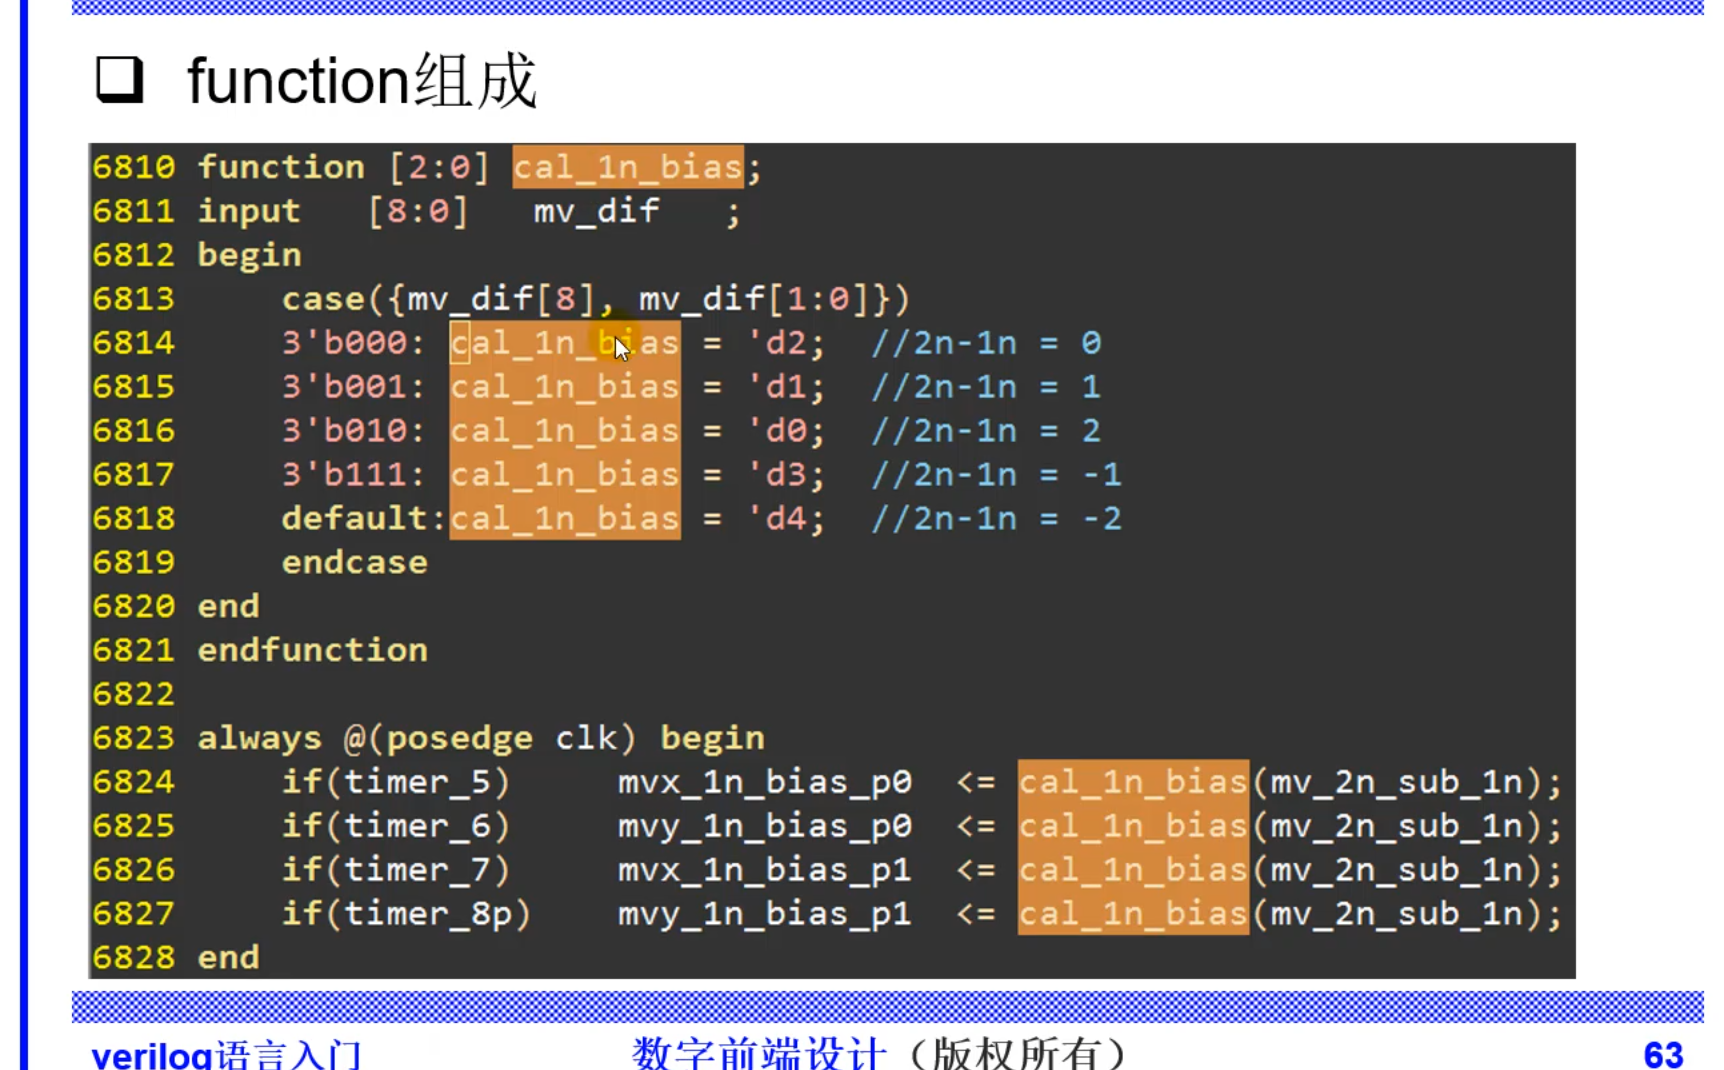 function组成
6810 function [2:0] cal_1n_bias;
6811 input   [8:0]   mv_dif   ;
6812 begin
6813     case({mv_dif[8], mv_dif[1:0]})
6814     3'b000: cal_1n_bias = 'd2;  //2n-1n = 0
6815     3'b001: cal_1n_bias = 'd1;  //2n-1n = 1
6816     3'b010: cal_1n_bias = 'd0;  //2n-1n = 2
6817     3'b111: cal_1n_bias = 'd3;  //2n-1n = -1
6818     default:cal_1n_bias = 'd4;  //2n-1n = -2
6819     endcase
6820 end
6821 endfunction
6822
6823 always @(posedge clk) begin
6824     if(timer_5)     mvx_1n_bias_p0  <= cal_1n_bias(mv_2n_sub_1n);
6825     if(timer_6)     mvy_1n_bias_p0  <= cal_1n_bias(mv_2n_sub_1n);
6826     if(timer_7)     mvx_1n_bias_p1  <= cal_1n_bias(mv_2n_sub_1n);
6827     if(timer_8p)    mvy_1n_bias_p1  <= cal_1n_bias(mv_2n_sub_1n);
6828 end
verilog语言入门 数字前端设计（版权所有） 63